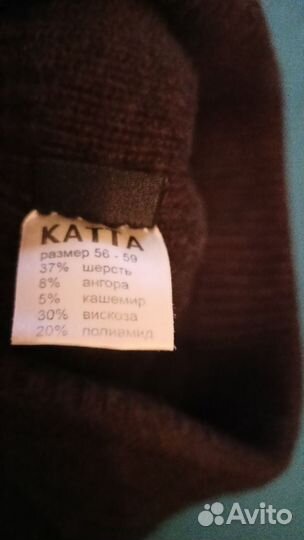 KATTA
размер 56 - 59
37% шерсть
8% ангора
5% кашемир
30% вискоза
20% полиамид
Avito